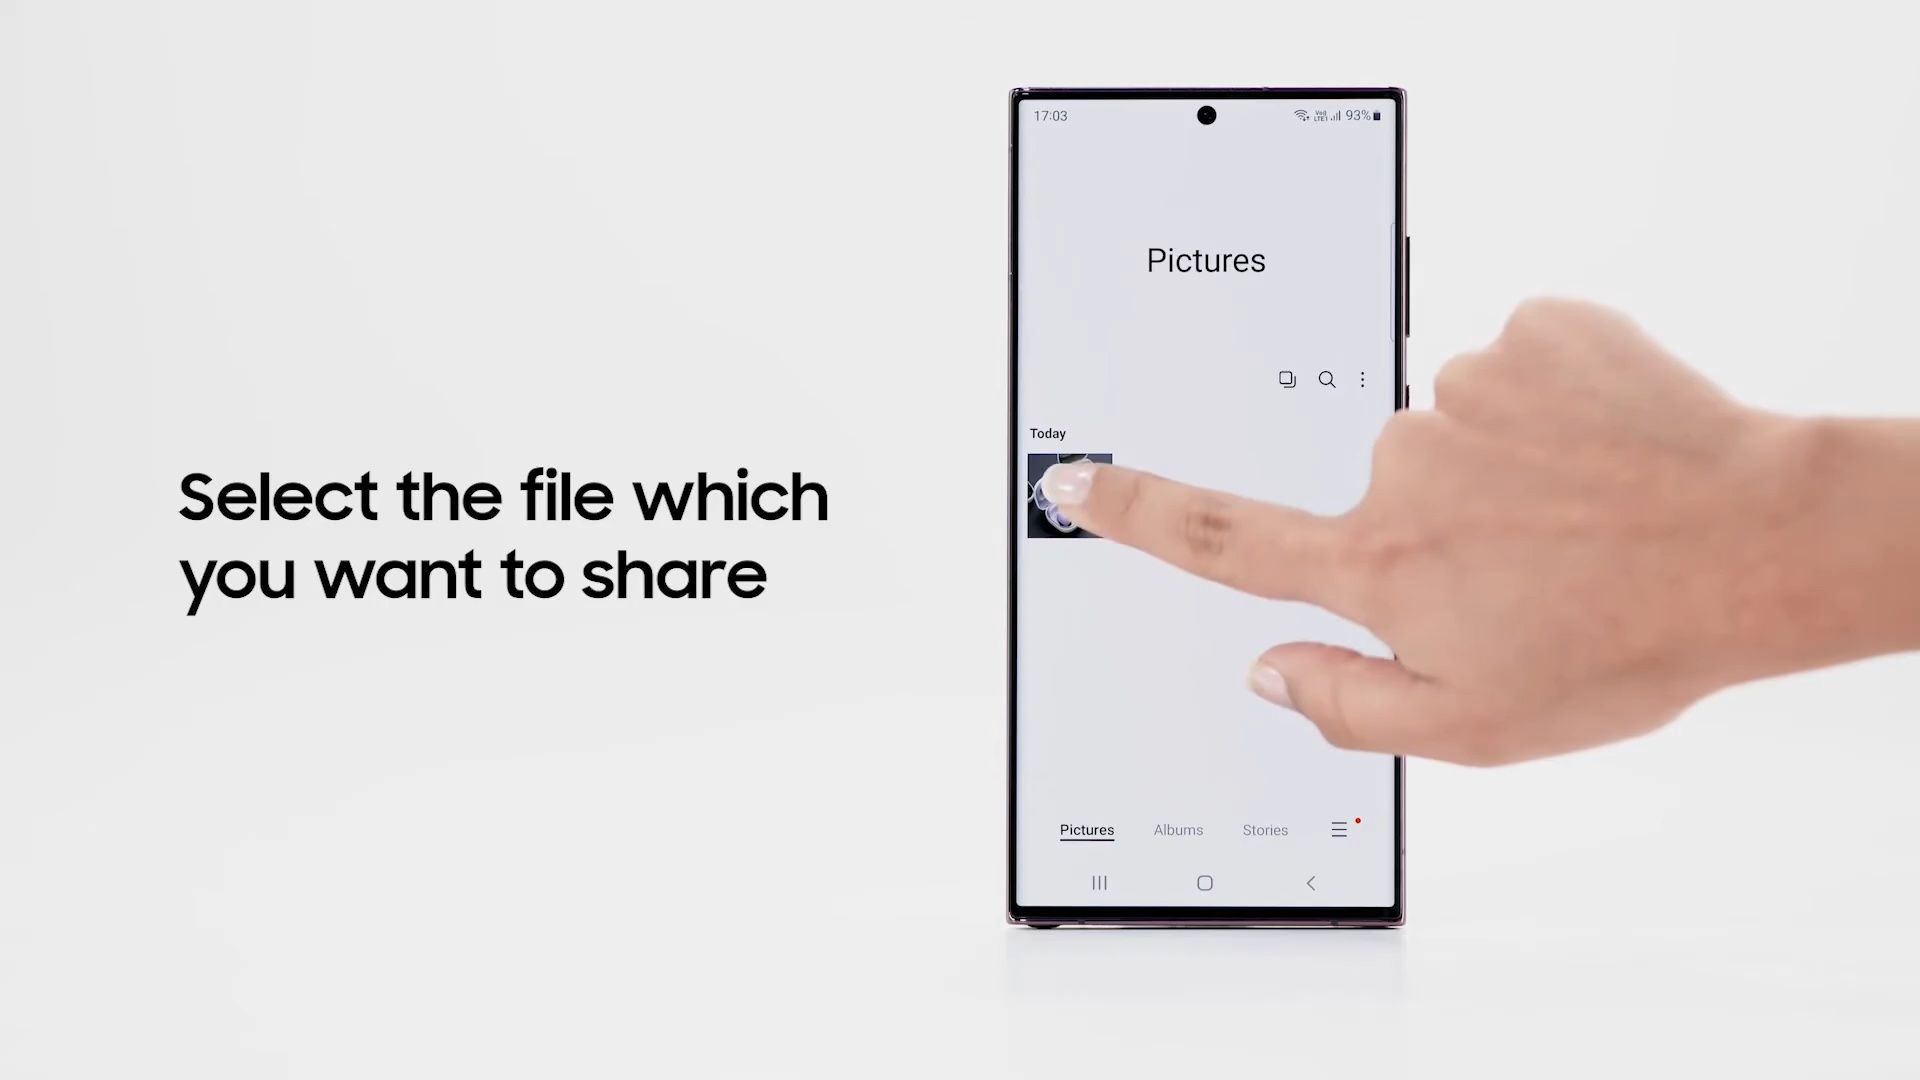 Select the file which
you want to share
17:03
93%
Pictures
Today
Pictures Albums Stories